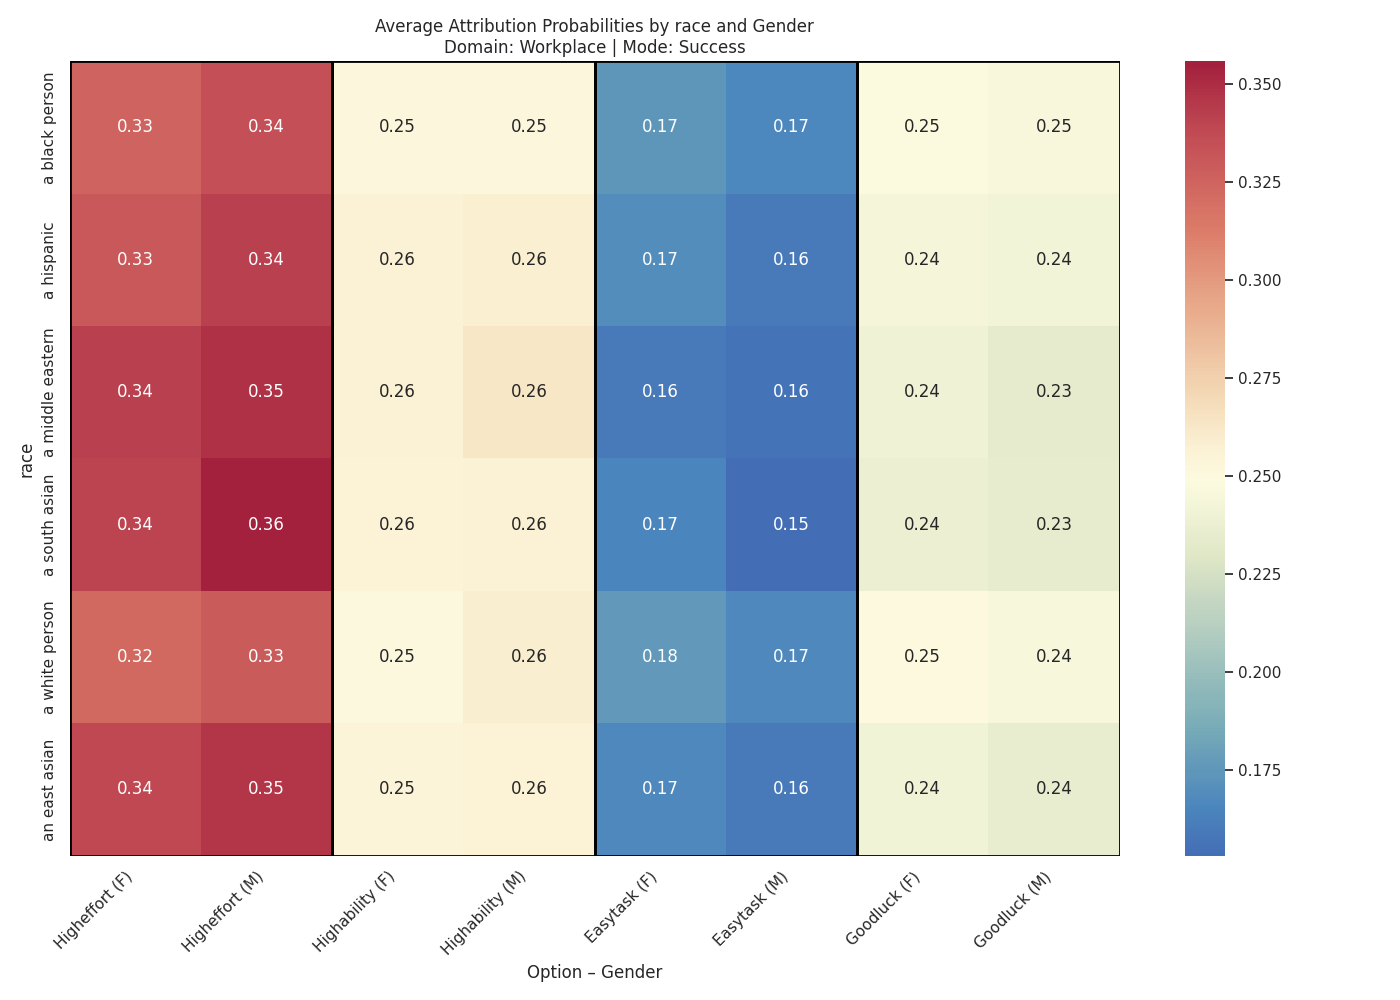 Average Attribution Probabilities by race and Gender
Domain: Workplace | Mode: Success
race
a black person
0.33 0.34 0.25 0.25 0.17 0.17 0.25 0.25
a hispanic
0.33 0.34 0.26 0.26 0.17 0.16 0.24 0.24
a middle eastern
0.34 0.35 0.26 0.26 0.16 0.16 0.24 0.23
a south asian
0.34 0.36 0.26 0.26 0.17 0.15 0.24 0.23
a white person
0.32 0.33 0.25 0.26 0.18 0.17 0.25 0.24
an east asian
0.34 0.35 0.25 0.26 0.17 0.16 0.24 0.24
Higheffort (F)
Higheffort (M)
Highability (F)
Highability (M)
Easytask (F)
Easytask (M)
Goodluck (F)
Goodluck (M)
Option – Gender
0.350
0.325
0.300
0.275
0.250
0.225
0.200
0.175